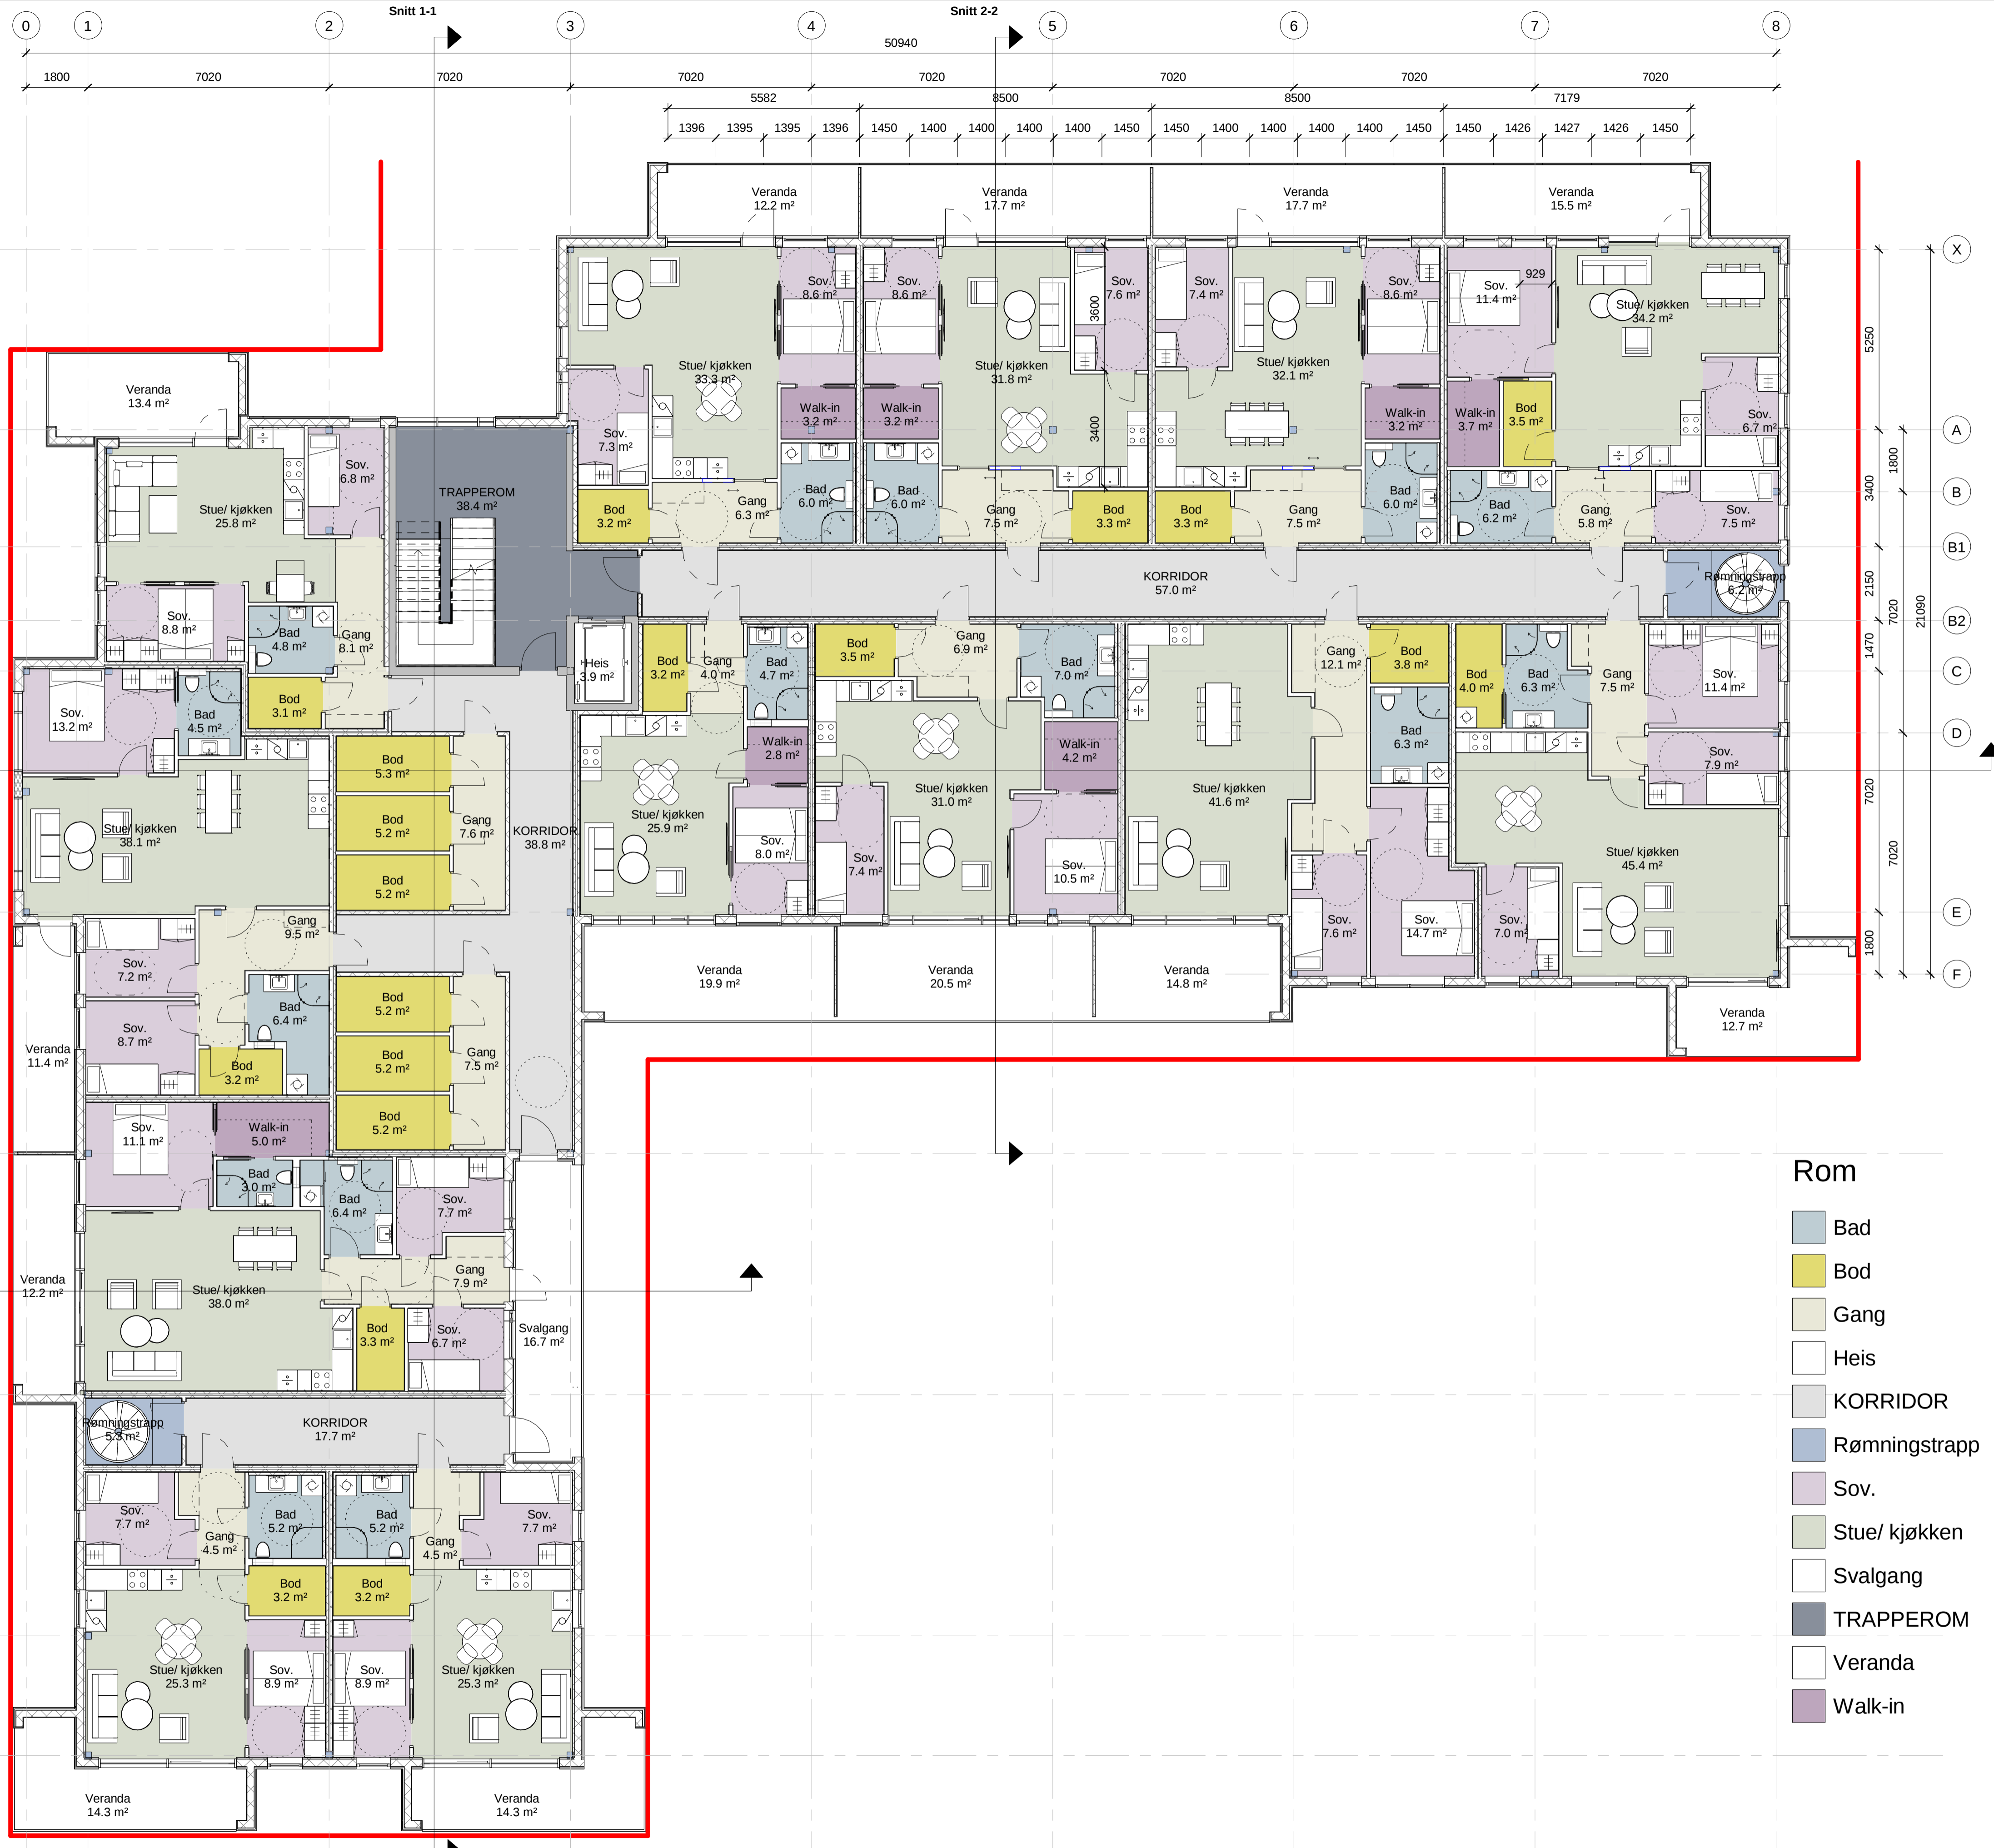 Snitt 1-1
Snitt 2-2
0
1
2
3
4
5
6
7
8
50940
1800
7020
7020
7020
7020
7020
7020
7020
5582
8500
8500
7179
1396
1395
1395
1396
1450
1400
1400
1400
1400
1450
1450
1400
1400
1400
1400
1450
1450
1426
1427
1426
1450
Veranda
12.2 m²
Veranda
17.7 m²
Veranda
17.7 m²
Veranda
15.5 m²
X
A
B
B1
B2
C
D
E
F
5250
3400
2150
1470
7020
1800
1800
7020
7020
21090
Sov.
8.6 m²
Sov.
8.6 m²
Sov.
7.6 m²
Sov.
7.4 m²
Sov.
8.6 m²
Sov.
11.4 m²
929
3600
3400
Stue/ kjøkken
34.2 m²
Stue/ kjøkken
33.3 m²
Stue/ kjøkken
31.8 m²
Stue/ kjøkken
32.1 m²
Veranda
13.4 m²
Walk-in
3.2 m²
Walk-in
3.2 m²
Walk-in
3.2 m²
Walk-in
3.7 m²
Bod
3.5 m²
Sov.
6.7 m²
Sov.
7.3 m²
Sov.
6.8 m²
TRAPPEROM
38.4 m²
Stue/ kjøkken
25.8 m²
Bod
3.2 m²
Gang
6.3 m²
Bad
6.0 m²
Bad
6.0 m²
Gang
7.5 m²
Bod
3.3 m²
Bod
3.3 m²
Gang
7.5 m²
Bad
6.0 m²
Bad
6.2 m²
Gang
5.8 m²
Sov.
7.5 m²
KORRIDOR
57.0 m²
Rømningstrapp
6.2 m²
Sov.
8.8 m²
Bad
4.8 m²
Gang
8.1 m²
Heis
3.9 m²
Bod
3.2 m²
Gang
4.0 m²
Bad
4.7 m²
Bod
3.5 m²
Gang
6.9 m²
Bad
7.0 m²
Gang
12.1 m²
Bod
3.8 m²
Bod
4.0 m²
Bad
6.3 m²
Gang
7.5 m²
Sov.
11.4 m²
Bod
3.1 m²
Sov.
13.2 m²
Bad
4.5 m²
Walk-in
2.8 m²
Walk-in
4.2 m²
Bad
6.3 m²
Sov.
7.9 m²
Bod
5.3 m²
Bod
5.2 m²
Bod
5.2 m²
Gang
7.6 m²
KORRIDOR
38.8 m²
Stue/ kjøkken
38.1 m²
Stue/ kjøkken
25.9 m²
Stue/ kjøkken
31.0 m²
Stue/ kjøkken
41.6 m²
Stue/ kjøkken
45.4 m²
Sov.
8.0 m²
Sov.
7.4 m²
Sov.
10.5 m²
Sov.
7.6 m²
Sov.
14.7 m²
Sov.
7.0 m²
Gang
9.5 m²
Sov.
7.2 m²
Veranda
19.9 m²
Veranda
20.5 m²
Veranda
14.8 m²
Veranda
12.7 m²
Bod
5.2 m²
Bod
5.2 m²
Bod
5.2 m²
Gang
7.5 m²
Bad
6.4 m²
Sov.
8.7 m²
Veranda
11.4 m²
Bod
3.2 m²
Sov.
11.1 m²
Walk-in
5.0 m²
Bad
3.0 m²
Bad
6.4 m²
Sov.
7.7 m²
Gang
7.9 m²
Veranda
12.2 m²
Stue/ kjøkken
38.0 m²
Bod
3.3 m²
Sov.
6.7 m²
Svalgang
16.7 m²
Rømningstrapp
5.3 m²
KORRIDOR
17.7 m²
Sov.
7.7 m²
Gang
4.5 m²
Bad
5.2 m²
Bad
5.2 m²
Gang
4.5 m²
Sov.
7.7 m²
Bod
3.2 m²
Bod
3.2 m²
Stue/ kjøkken
25.3 m²
Sov.
8.9 m²
Sov.
8.9 m²
Stue/ kjøkken
25.3 m²
Veranda
14.3 m²
Veranda
14.3 m²
Rom
Bad
Bod
Gang
Heis
KORRIDOR
Rømningstrapp
Sov.
Stue/ kjøkken
Svalgang
TRAPPEROM
Veranda
Walk-in